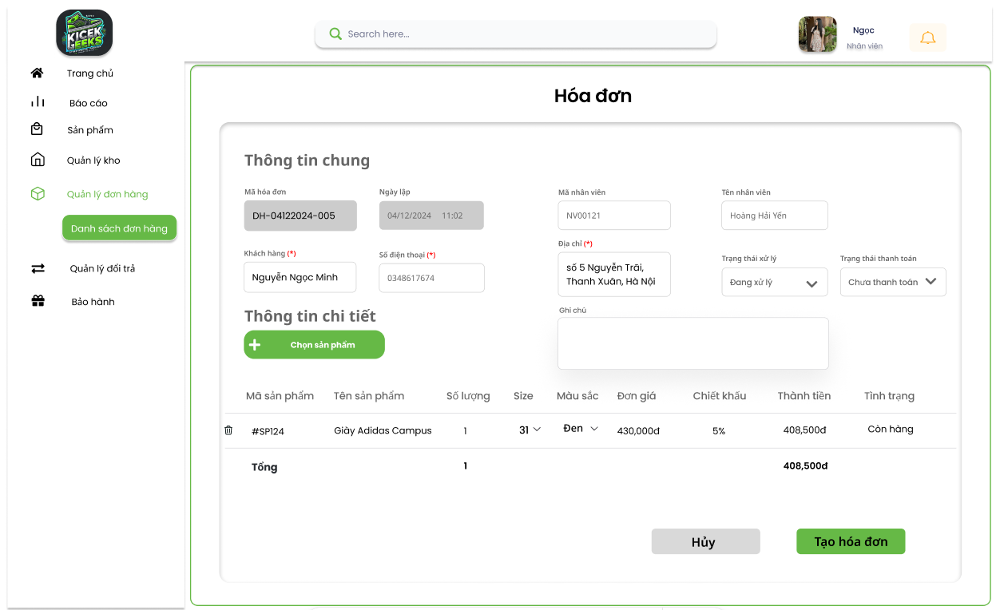 KICEK
GEEKS
Search here...
Ngọc
Nhân viên
Trang chủ
Báo cáo
Sản phẩm
Quản lý kho
Quản lý đơn hàng
Danh sách đơn hàng
Quản lý đổi trả
Bảo hành
Hóa đơn
Thông tin chung
Mã hóa đơn
DH-04122024-005
Ngày lập
04/12/2024 11:02
Mã nhân viên
NV00121
Tên nhân viên
Hoàng Hải Yến
Khách hàng (*)
Nguyễn Ngọc Minh
Số điện thoại (*)
0348617674
Địa chỉ (*)
số 5 Nguyễn Trãi,
Thanh Xuân, Hà Nội
Trạng thái xử lý
Đang xử lý
Trạng thái thanh toán
Chưa thanh toán
Ghi chú
Thông tin chi tiết
Chọn sản phẩm
Mã sản phẩm Tên sản phẩm Số lượng Size Màu sắc Đơn giá Chiết khấu Thành tiền Tình trạng
#SP124 Giày Adidas Campus 1 31 Đen 430,000đ 5% 408,500đ Còn hàng
Tổng 1 408,500đ
Hủy
Tạo hóa đơn